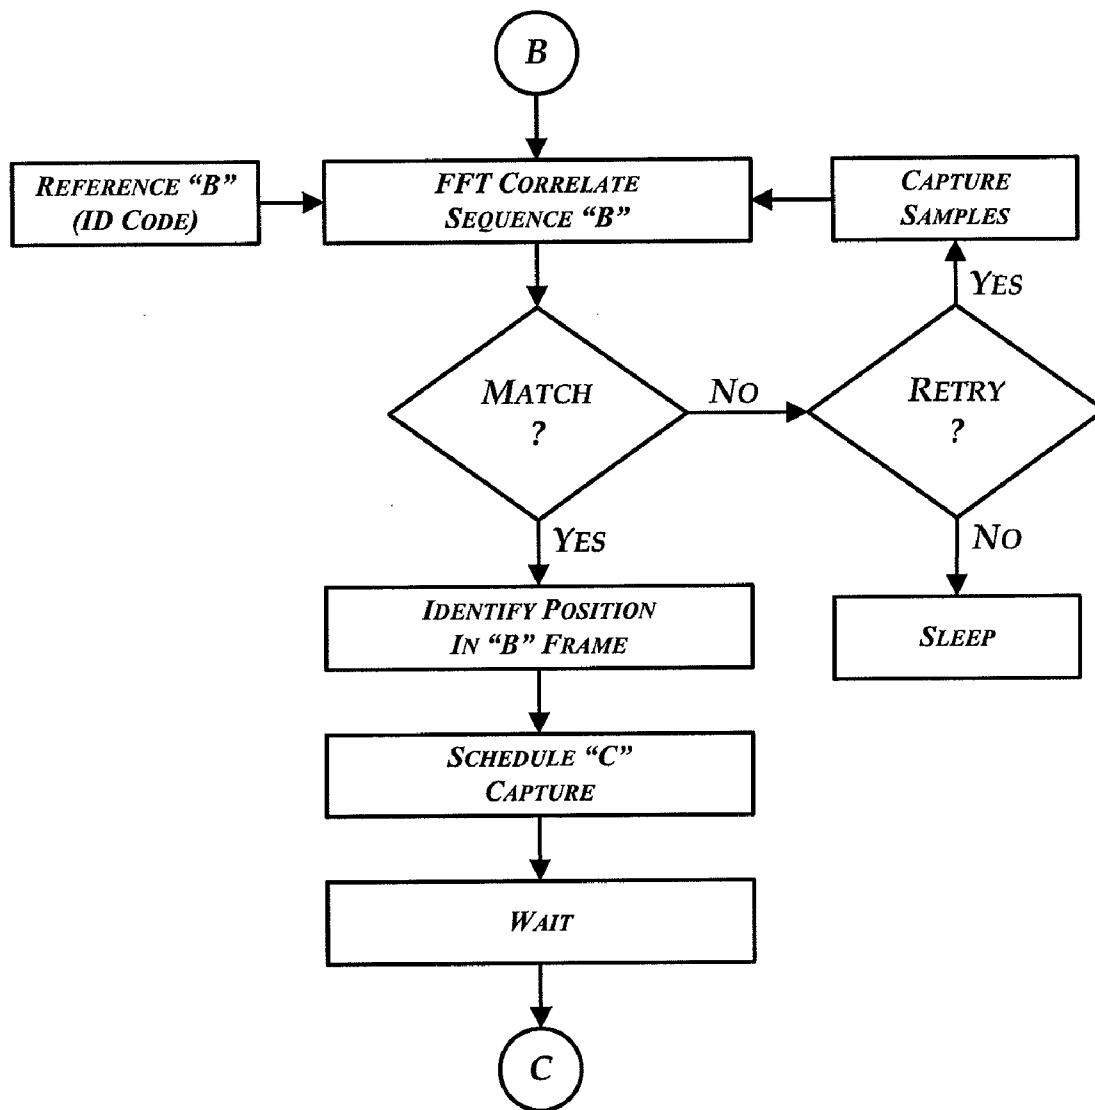 B
REFERENCE “B”
(ID CODE)
FFT CORRELATE
SEQUENCE “B”
CAPTURE
SAMPLES
YES
MATCH
?
NO
RETRY
?
YES
NO
IDENTIFY POSITION
IN “B” FRAME
SLEEP
SCHEDULE “C”
CAPTURE
WAIT
C